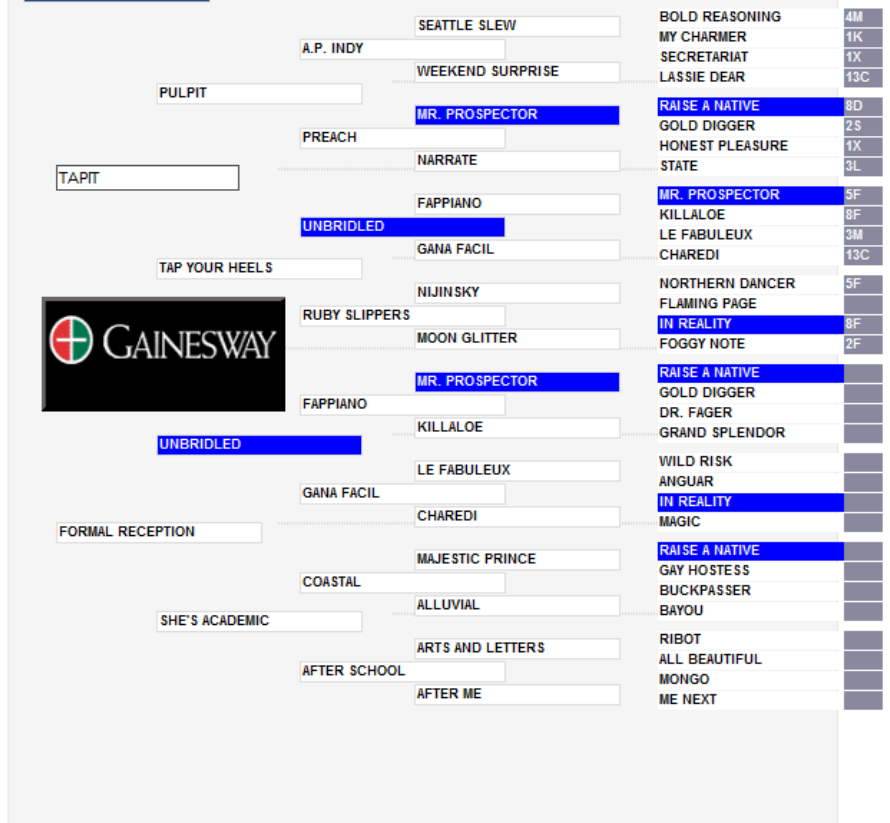 SEATTLE SLEW
BOLD REASONING 4M
MY CHARMER 1K
A.P. INDY
SECRETARIAT 1X
WEEKEND SURPRISE
LASSIE DEAR 13C
PULPIT
MR. PROSPECTOR
RAISE A NATIVE 8D
GOLD DIGGER 2S
PREACH
HONEST PLEASURE 1X
NARRATE
STATE 3L
TAPIT
FAPPIANO
MR. PROSPECTOR 5F
KILLALOE 8F
UNBRIDLED
LE FABULEUX 3M
GANA FACIL
CHAREDI 13C
TAP YOUR HEELS
NIJINSKY
NORTHERN DANCER 5F
FLAMING PAGE
RUBY SLIPPERS
IN REALITY 8F
MOON GLITTER
FOGGY NOTE 2F
GAINESWAY
MR. PROSPECTOR
RAISE A NATIVE
GOLD DIGGER
FAPPIANO
DR. FAGER
KILLALOE
GRAND SPLENDOR
UNBRIDLED
LE FABULEUX
WILD RISK
ANGUAR
GANA FACIL
IN REALITY
CHAREDI
MAGIC
FORMAL RECEPTION
MAJESTIC PRINCE
RAISE A NATIVE
GAY HOSTESS
COASTAL
BUCKPASSER
ALLUVIAL
BAYOU
SHE'S ACADEMIC
ARTS AND LETTERS
RIBOT
ALL BEAUTIFUL
AFTER SCHOOL
MONGO
AFTER ME
ME NEXT